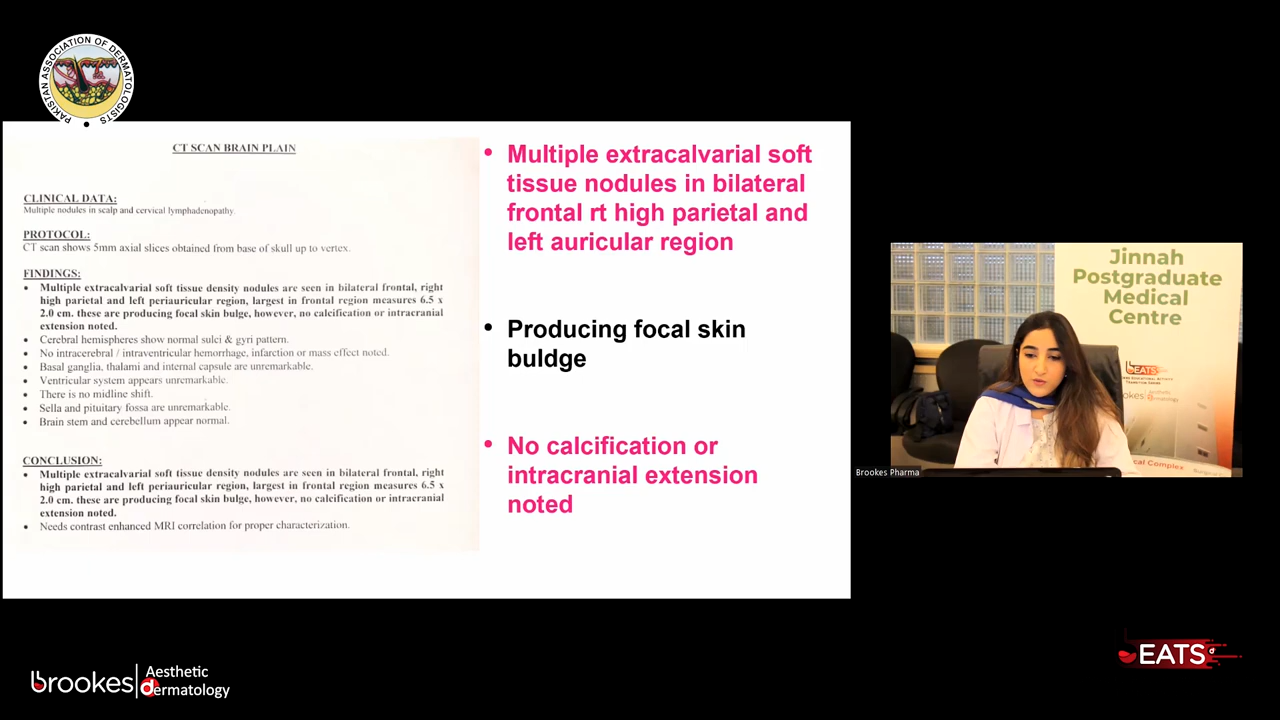 PAKISTAN ASSOCIATION OF DERMATOLOGISTS
CT SCAN BRAIN PLAIN
CLINICAL DATA:
Multiple nodules in scalp and cervical lymphadenopathy.
PROTOCOL:
CT scan shows 5mm axial slices obtained from base of skull up to vertex.
FINDINGS:
• Multiple extracalvarial soft tissue density nodules are seen in bilateral frontal, right
high parietal and left periauricular region, largest in frontal region measures 6.5 x
2.0 cm. these are producing focal skin bulge, however, no calcification or intracranial
extension noted.
• Cerebral hemispheres show normal sulci & gyri pattern.
• No intracerebral / intraventricular hemorrhage, infarction or mass effect noted.
• Basal ganglia, thalami and internal capsule are unremarkable.
• Ventricular system appears unremarkable.
• There is no midline shift.
• Sella and pituitary fossa are unremarkable.
• Brain stem and cerebellum appear normal.
CONCLUSION:
• Multiple extracalvarial soft tissue density nodules are seen in bilateral frontal, right
high parietal and left periauricular region, largest in frontal region measures 6.5 x
2.0 cm. these are producing focal skin bulge, however, no calcification or intracranial
extension noted.
• Needs contrast enhanced MRI correlation for proper characterization.
• Multiple extracalvarial soft
tissue nodules in bilateral
frontal rt high parietal and
left auricular region
• Producing focal skin
buldge
• No calcification or
intracranial extension
noted
Jinnah
Postgraduate
Medical
Centre
EATS
Aesthetic
Brookes Pharma
brookes
Aesthetic
dermatology
EATS